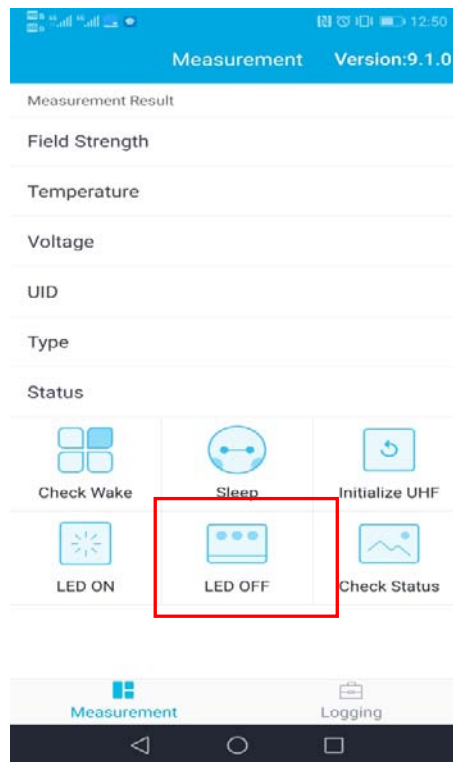 12:50
Measurement Version:9.1.0
Measurement Result
Field Strength
Temperature
Voltage
UID
Type
Status
Check Wake Sleep Initialize UHF
LED ON LED OFF Check Status
Measurement Logging